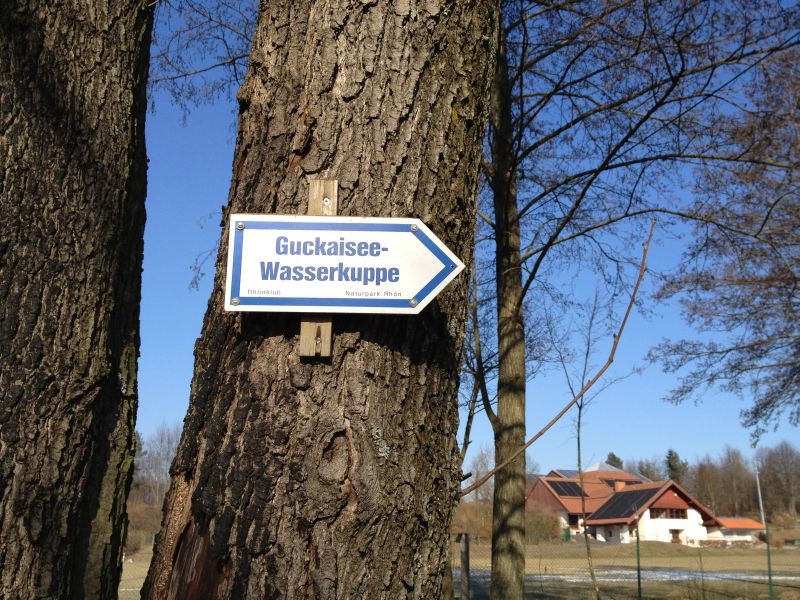 Guckaisee-
Wasserkuppe
Rhönklub Naturpark Rhön